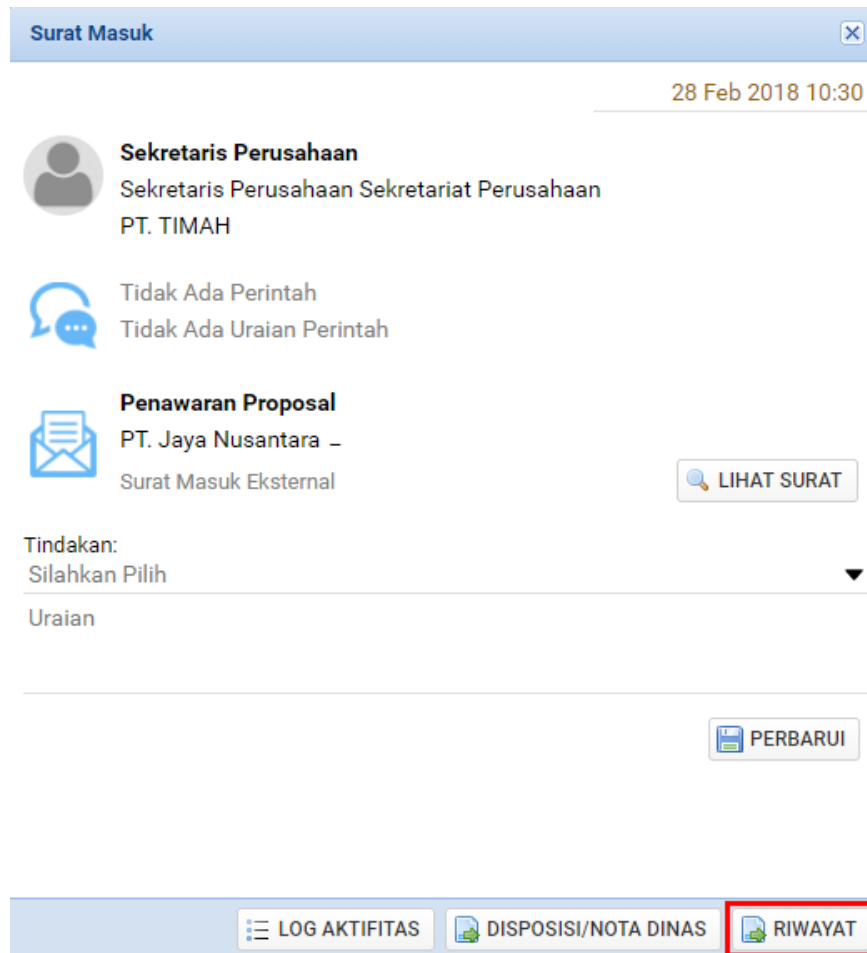 Surat Masuk
28 Feb 2018 10:30
Sekretaris Perusahaan
Sekretaris Perusahaan Sekretariat Perusahaan
PT. TIMAH
Tidak Ada Perintah
Tidak Ada Uraian Perintah
Penawaran Proposal
PT. Jaya Nusantara _
Surat Masuk Eksternal
LIHAT SURAT
Tindakan:
Silahkan Pilih
Uraian
PERBARUI
LOG AKTIFITAS DISPOSISI/NOTA DINAS RIWAYAT